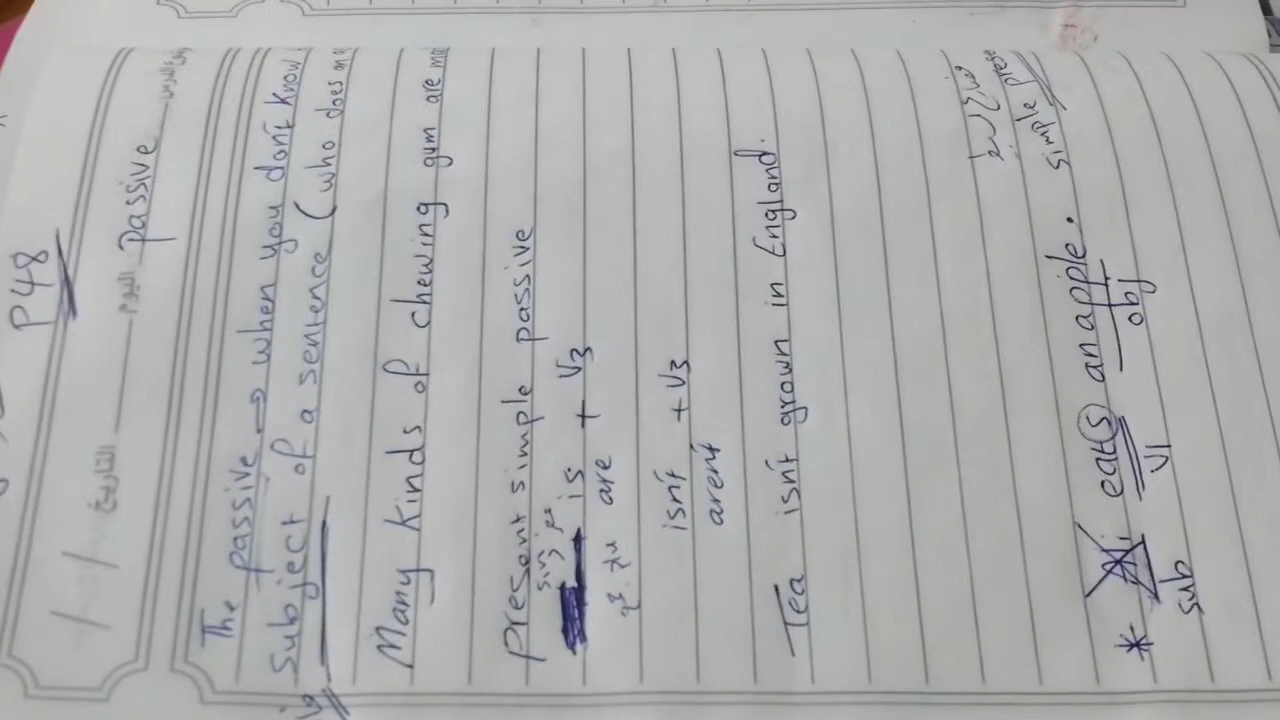 P48
التاريخ / / اليوم passive
The passive → when you don't know
subject of a sentence (who does
Many kinds of chewing gum are
Present simple passive
is + V3
are
isn't + V3
aren't
Tea isn't grown in England.
simple
* eat(s) an apple.
sub V1 obj